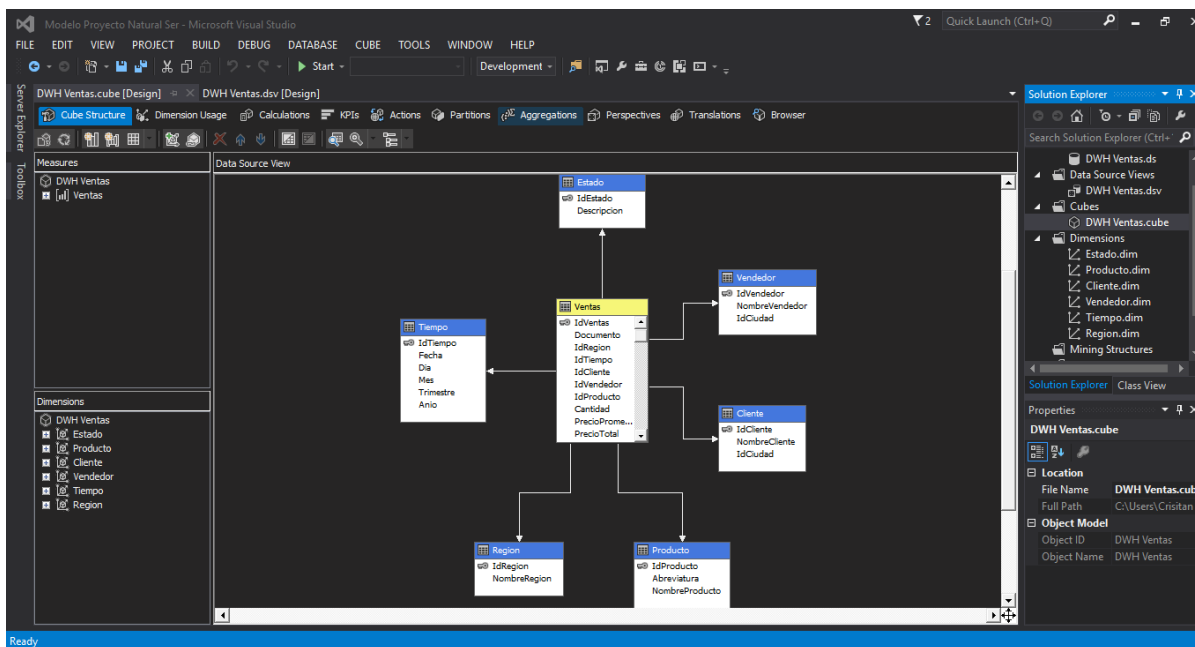 Modelo Proyecto Natural Ser - Microsoft Visual Studio
2
Quick Launch (Ctrl+Q)
FILE EDIT VIEW PROJECT BUILD DEBUG DATABASE CUBE TOOLS WINDOW HELP
Start
Development
Server Explorer
Toolbox
DWH Ventas.cube [Design]
DWH Ventas.dsv [Design]
Cube Structure
Dimension Usage
Calculations
KPIs
Actions
Partitions
Aggregations
Perspectives
Translations
Browser
Measures
DWH Ventas
Ventas
Dimensions
DWH Ventas
Estado
Producto
Cliente
Vendedor
Tiempo
Region
Data Source View
Estado
IdEstado
Descripcion
Vendedor
IdVendedor
NombreVendedor
IdCiudad
Ventas
IdVentas
Documento
IdRegion
IdTiempo
IdCliente
IdVendedor
IdProducto
Cantidad
PrecioProme...
PrecioTotal
Tiempo
IdTiempo
Fecha
Dia
Mes
Trimestre
Anio
Cliente
IdCliente
NombreCliente
IdCiudad
Region
IdRegion
NombreRegion
Producto
IdProducto
Abreviatura
NombreProducto
Solution Explorer
Search Solution Explorer (Ctrl+
DWH Ventas.ds
Data Source Views
DWH Ventas.dsv
Cubes
DWH Ventas.cube
Dimensions
Estado.dim
Producto.dim
Cliente.dim
Vendedor.dim
Tiempo.dim
Region.dim
Mining Structures
Solution Explorer Class View
Properties
DWH Ventas.cube
Location
File Name DWH Ventas.cub
Full Path C:\Users\Crisitan
Object Model
Object ID DWH Ventas
Object Name DWH Ventas
Ready